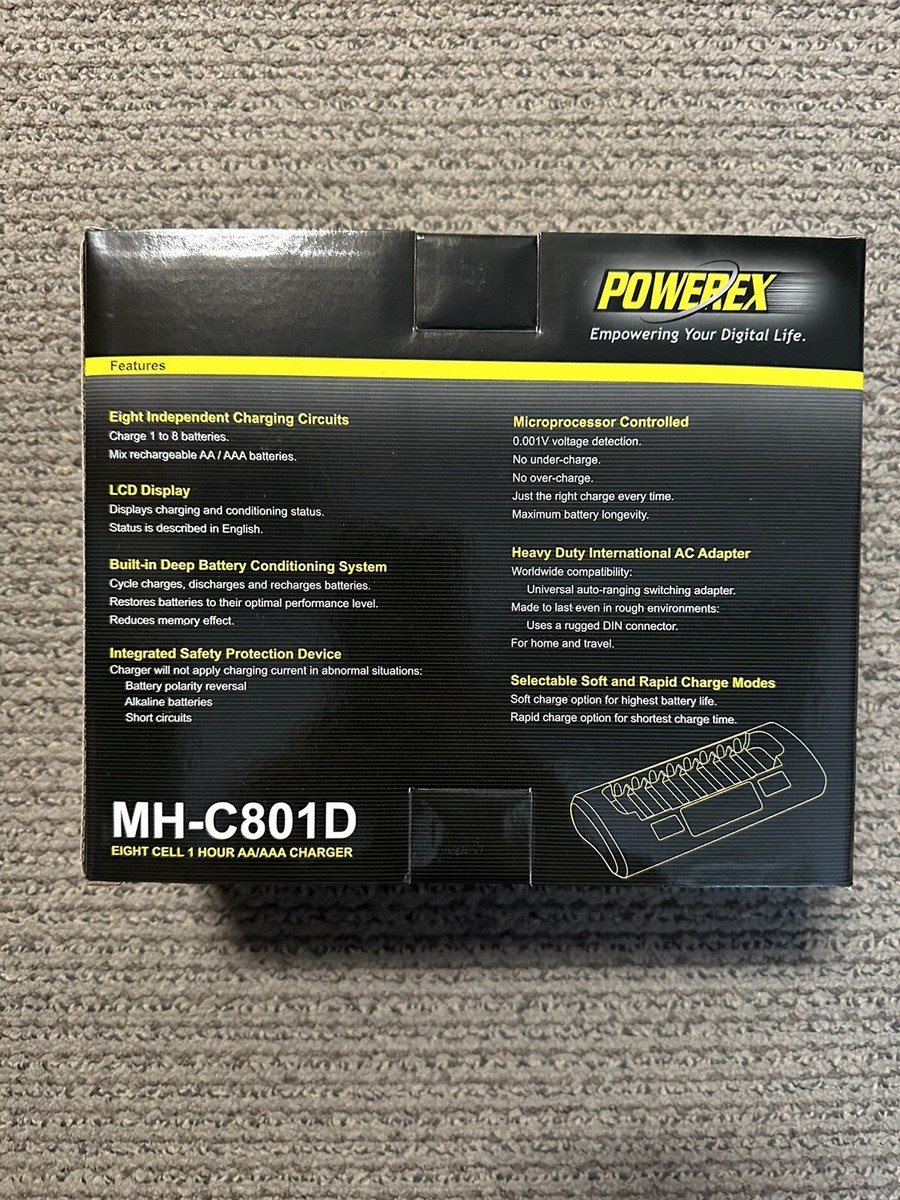 POWEREX
Empowering Your Digital Life.
Features
Eight Independent Charging Circuits
Charge 1 to 8 batteries.
Mix rechargeable AA / AAA batteries.
LCD Display
Displays charging and conditioning status.
Status is described in English.
Built-in Deep Battery Conditioning System
Cycle charges, discharges and recharges batteries.
Restores batteries to their optimal performance level.
Reduces memory effect.
Integrated Safety Protection Device
Charger will not apply charging current in abnormal situations:
Battery polarity reversal
Alkaline batteries
Short circuits
Microprocessor Controlled
0.001V voltage detection.
No under-charge.
No over-charge.
Just the right charge every time.
Maximum battery longevity.
Heavy Duty International AC Adapter
Worldwide compatibility:
Universal auto-ranging switching adapter.
Made to last even in rough environments:
Uses a rugged DIN connector.
For home and travel.
Selectable Soft and Rapid Charge Modes
Soft charge option for highest battery life.
Rapid charge option for shortest charge time.
MH-C801D
EIGHT CELL 1 HOUR AA/AAA CHARGER